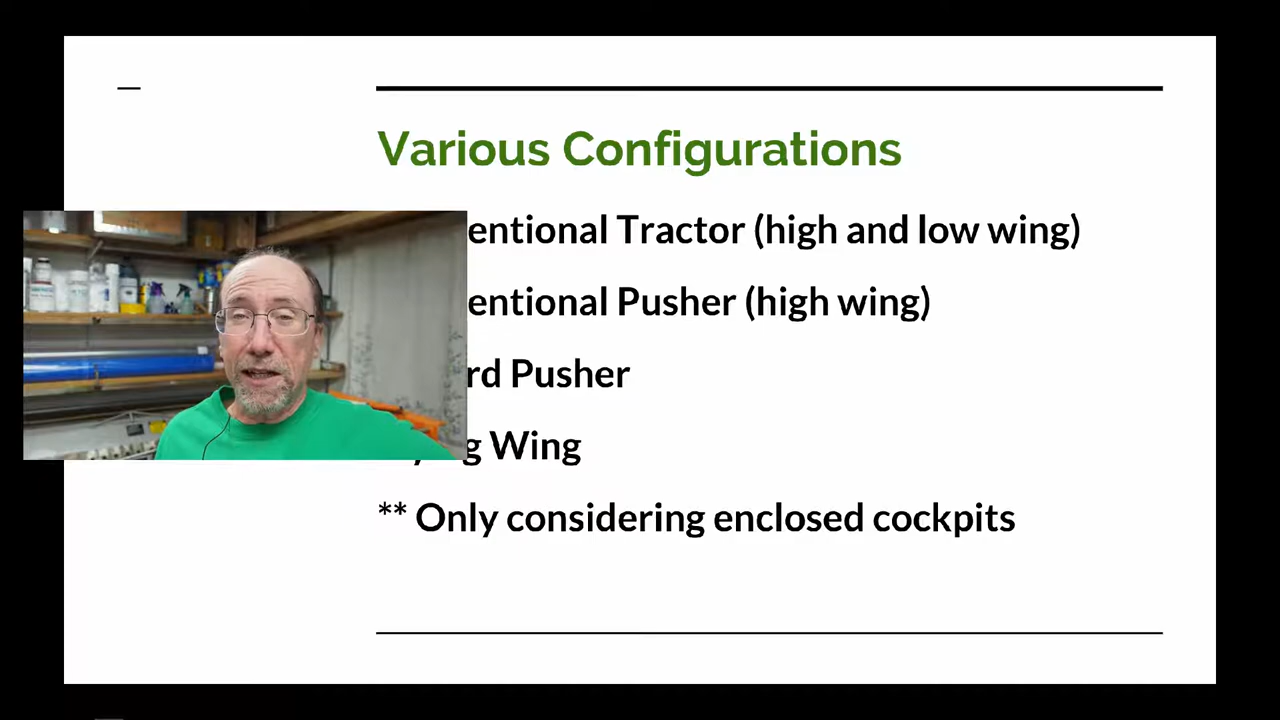 Various Configurations
entional Tractor (high and low wing)
entional Pusher (high wing)
rd Pusher
g Wing
** Only considering enclosed cockpits